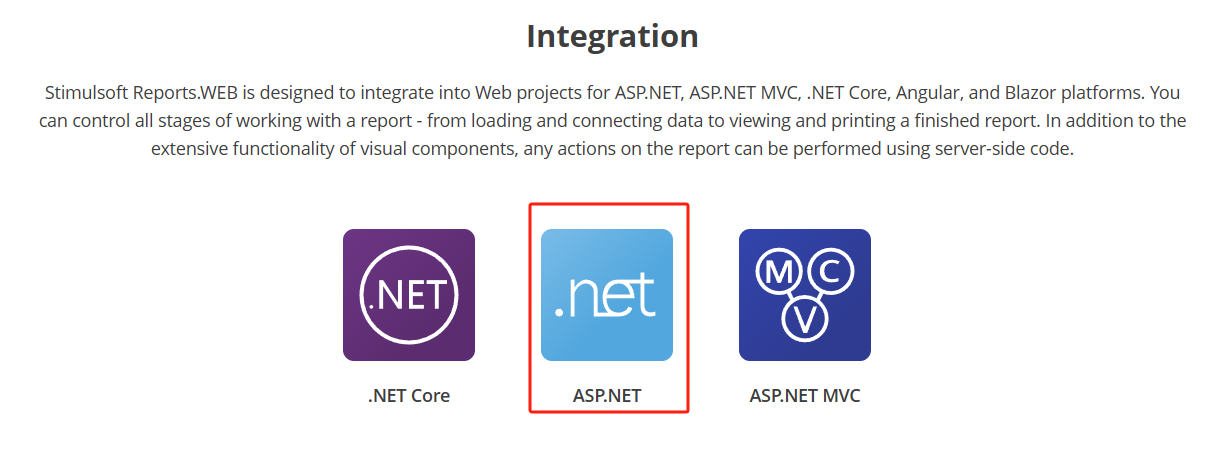 Integration
Stimulsoft Reports.WEB is designed to integrate into Web projects for ASP.NET, ASP.NET MVC, .NET Core, Angular, and Blazor platforms. You
can control all stages of working with a report - from loading and connecting data to viewing and printing a finished report. In addition to the
extensive functionality of visual components, any actions on the report can be performed using server-side code.
.NET
.net
M C
V
.NET Core
ASP.NET
ASP.NET MVC